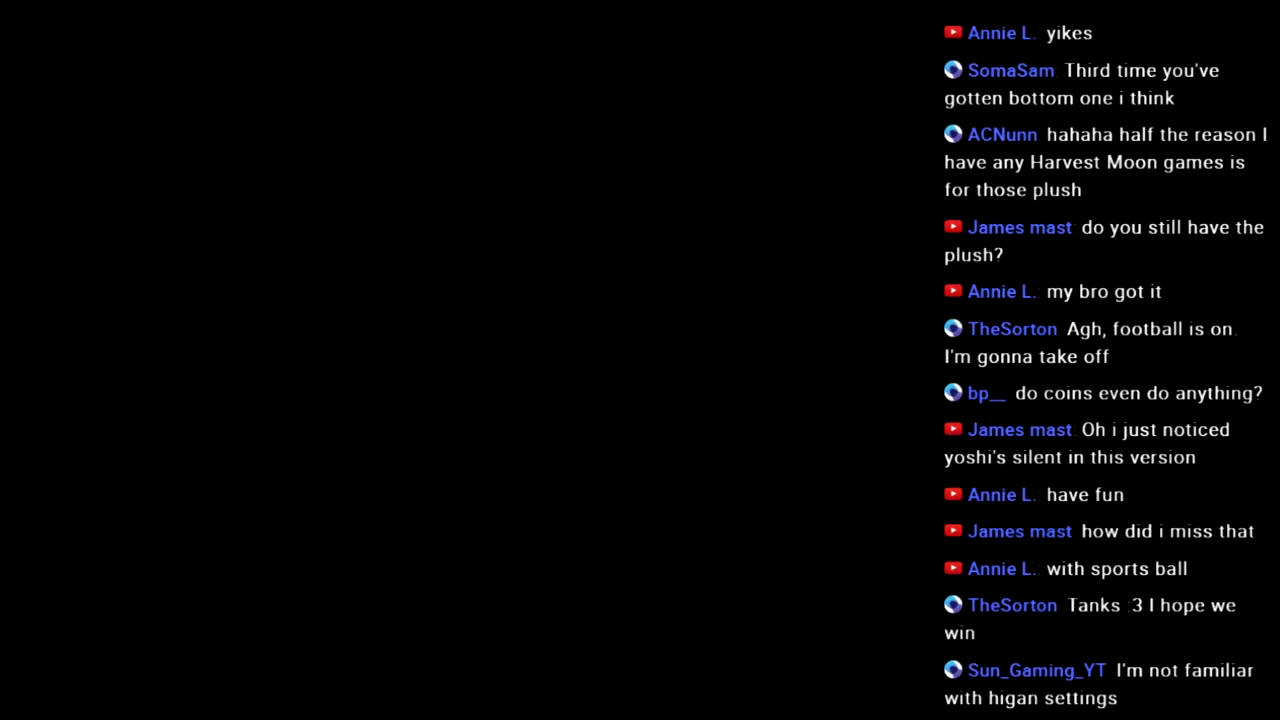 Annie L.: yikes
SomaSam: Third time you've
gotten bottom one i think
ACNunn: hahaha half the reason I
have any Harvest Moon games is
for those plush
James mast: do you still have the
plush?
Annie L.: my bro got it
TheSorton: Agh, football is on.
I'm gonna take off
bp__: do coins even do anything?
James mast: Oh i just noticed
yoshi's silent in this version
Annie L.: have fun
James mast: how did i miss that
Annie L.: with sports ball
TheSorton: Tanks :3 I hope we
win
Sun_Gaming_YT: I'm not familiar
with higan settings